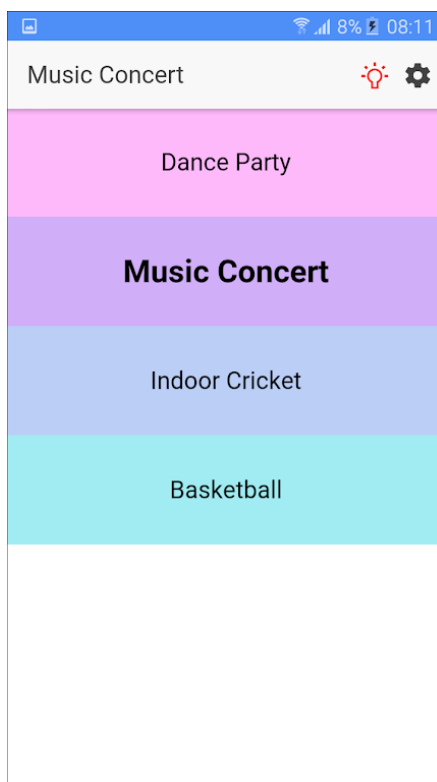 8% 08:11
Music Concert
Dance Party
Music Concert
Indoor Cricket
Basketball